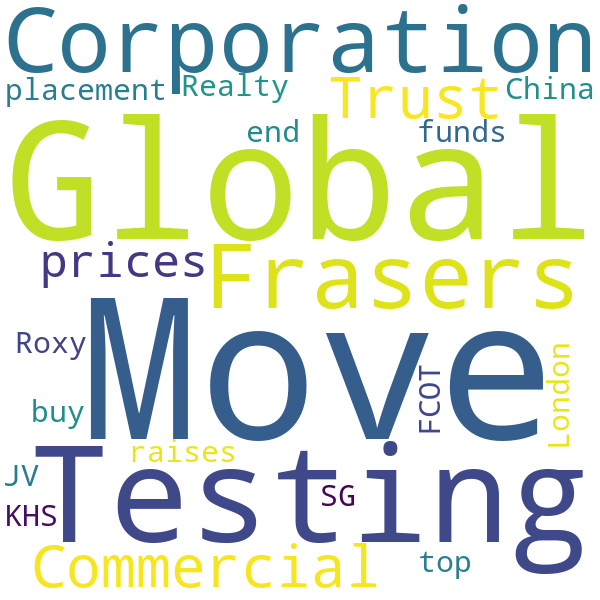 Corporation
placement Realty Trust China
end funds
Global
prices Frasers
Roxy Move
buy FCOT London
raises
Testing
JV SG
KHS
Commercial top